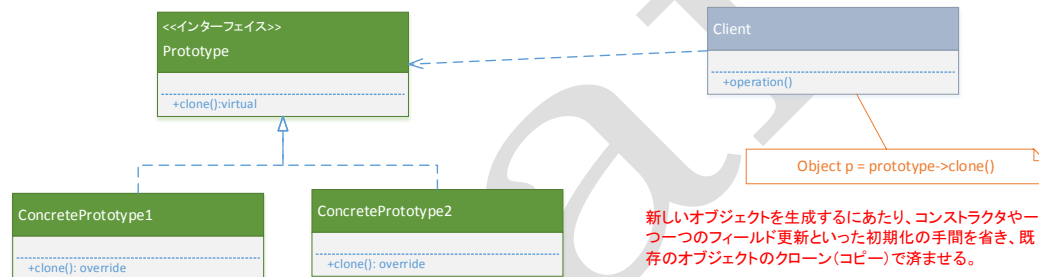 <<インターフェイス>>
Prototype
+clone():virtual
Client
+operation()
Object p = prototype->clone()
ConcretePrototype1
+clone(): override
ConcretePrototype2
+clone(): override
新しいオブジェクトを生成するにあたり、コンストラクタや一
つ一つのフィールド更新といった初期化の手間を省き、既
存のオブジェクトのクローン（コピー）で済ませる。